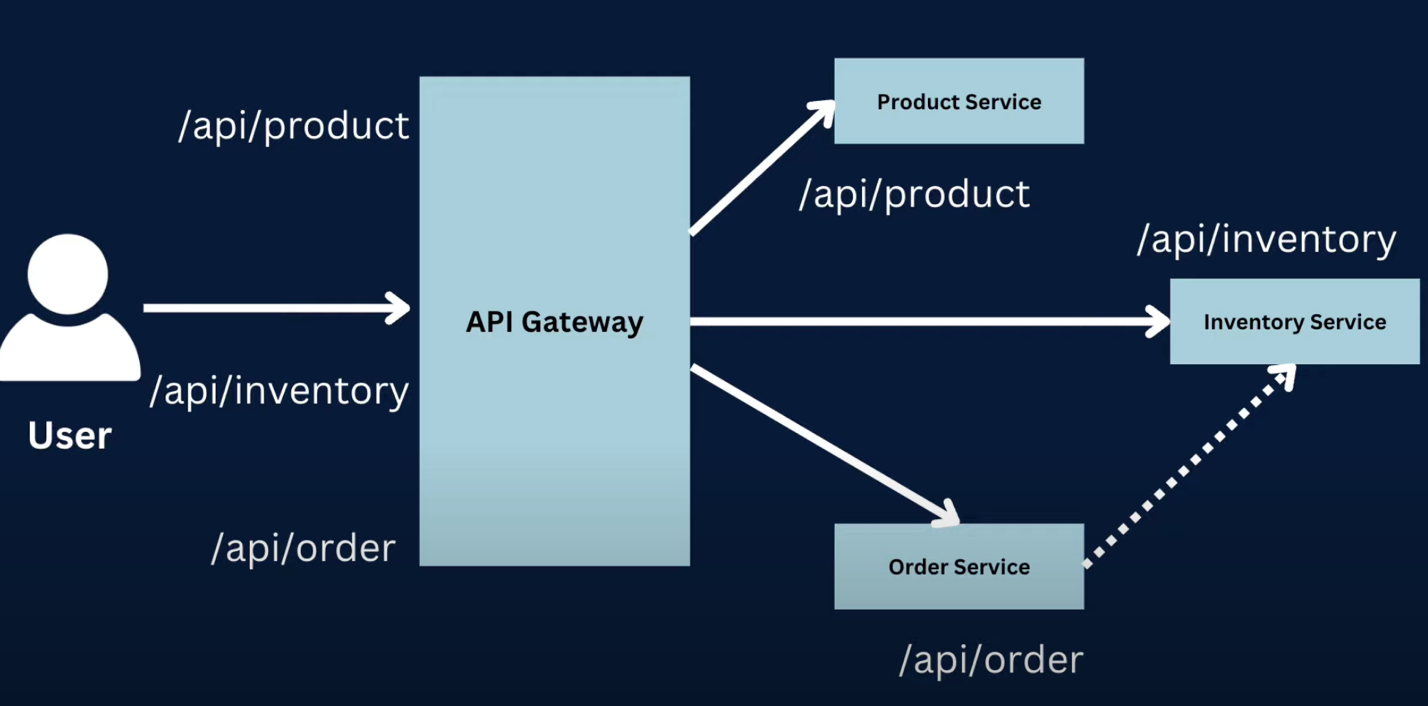 /api/product
Product Service
/api/product
/api/inventory
API Gateway
Inventory Service
/api/inventory
User
/api/order
Order Service
/api/order